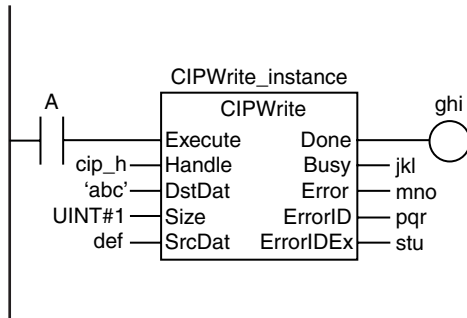 CIPWrite_instance
A
CIPWrite
ghi
Execute Done
cip_h Handle Busy jkl
‘abc’ DstDat Error mno
UINT#1 Size ErrorID pqr
def SrcDat ErrorIDEx stu